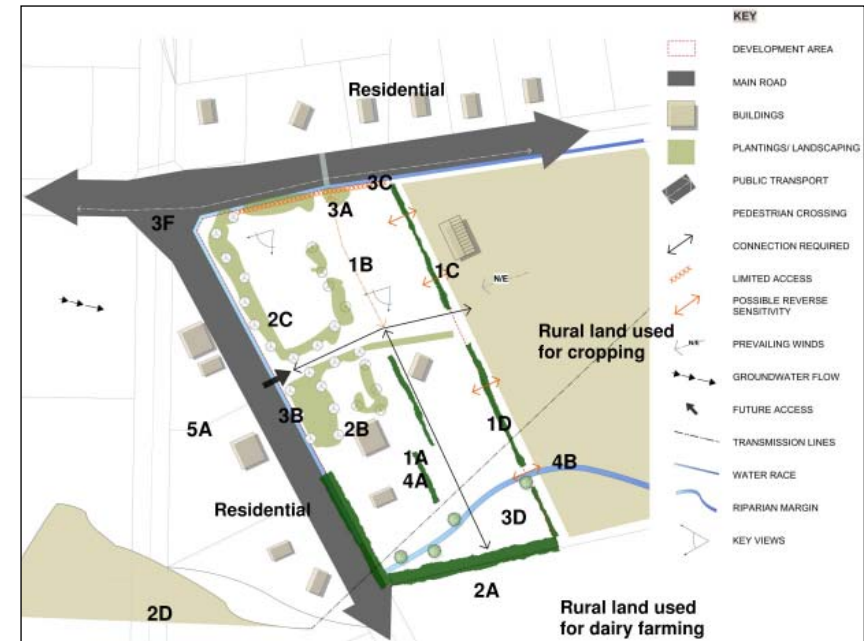 KEY
DEVELOPMENT AREA
MAIN ROAD
BUILDINGS
PLANTINGS/ LANDSCAPING
PUBLIC TRANSPORT
PEDESTRIAN CROSSING
CONNECTION REQUIRED
LIMITED ACCESS
POSSIBLE REVERSE
SENSITIVITY
N/E
PREVAILING WINDS
GROUNDWATER FLOW
FUTURE ACCESS
TRANSMISSION LINES
WATER RACE
RIPARIAN MARGIN
KEY VIEWS
Residential
3C
3A
3F
1B
1C
N/E
2C
Rural land used
for cropping
3B
5A
2B
1D
1A
4A
4B
Residential
3D
2A
2D
Rural land used
for dairy farming